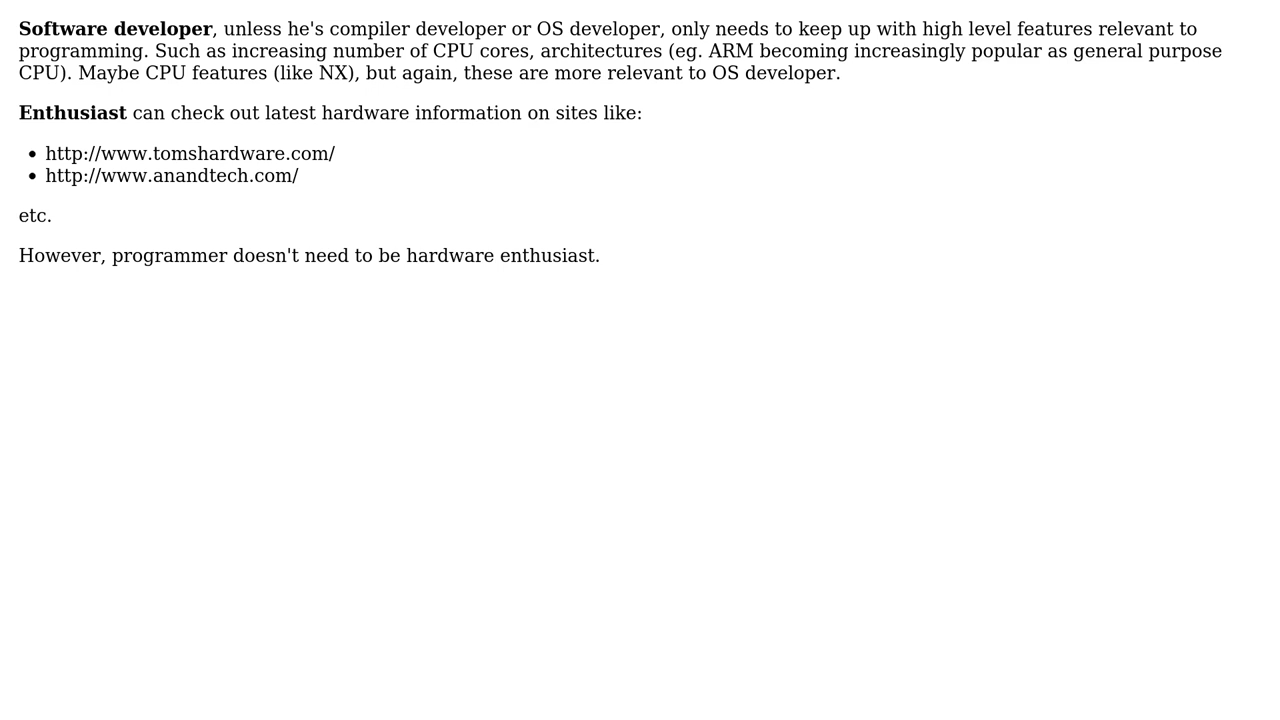 Software developer, unless he's compiler developer or OS developer, only needs to keep up with high level features relevant to
programming. Such as increasing number of CPU cores, architectures (eg. ARM becoming increasingly popular as general purpose
CPU). Maybe CPU features (like NX), but again, these are more relevant to OS developer.
Enthusiast can check out latest hardware information on sites like:
• http://www.tomshardware.com/
• http://www.anandtech.com/
etc.
However, programmer doesn't need to be hardware enthusiast.